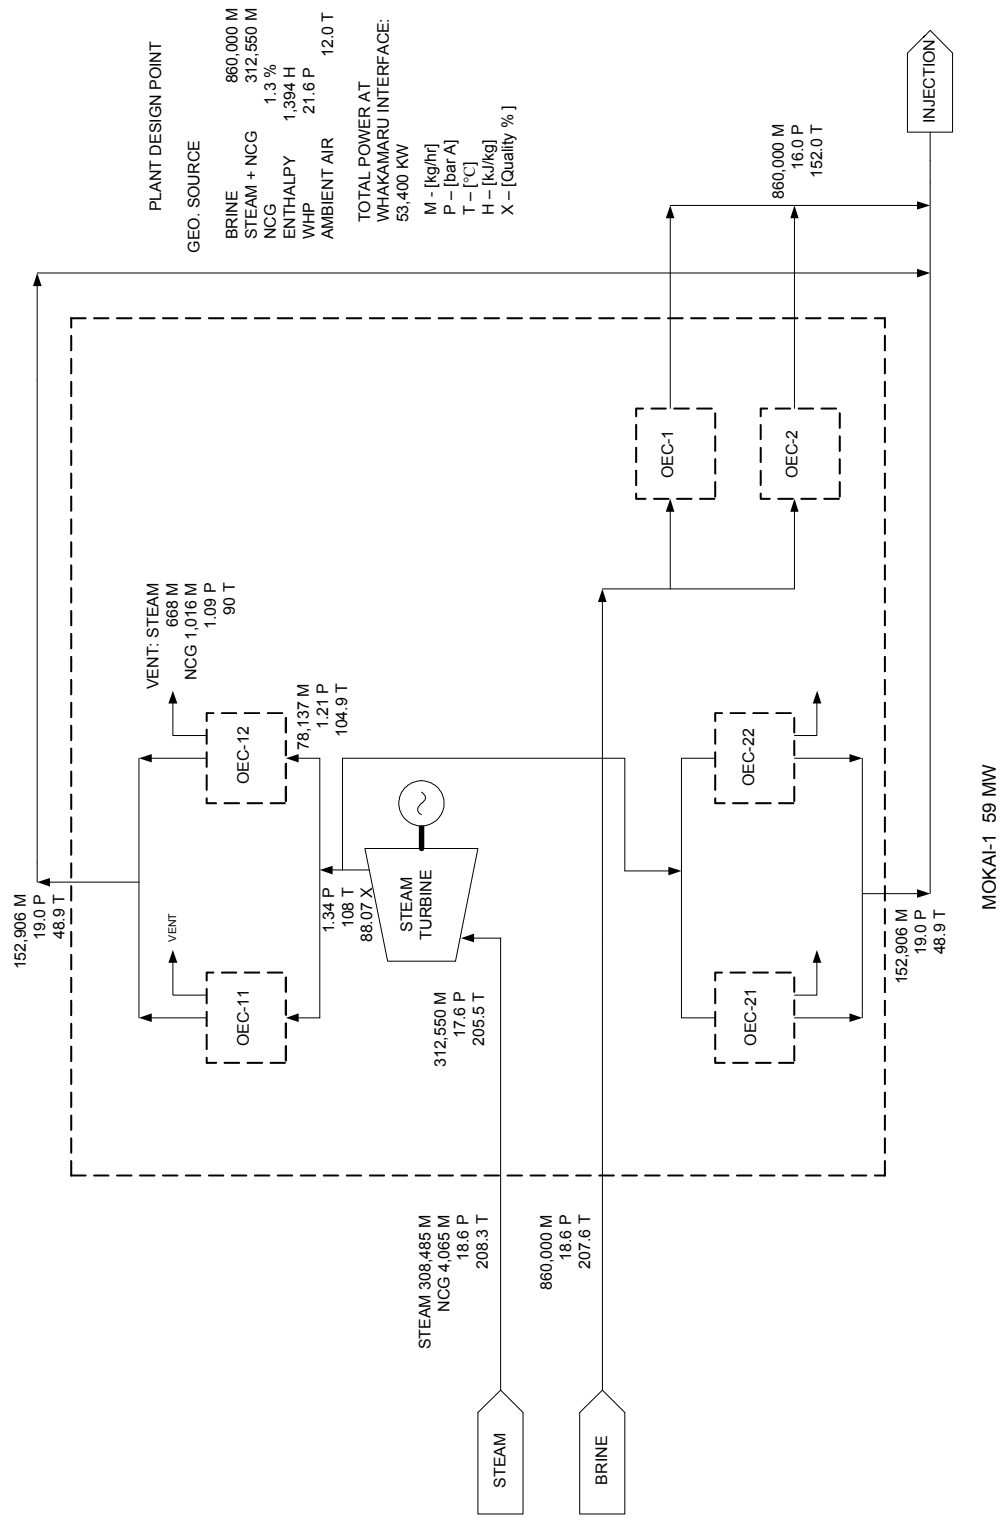 PLANT DESIGN POINT
GEO. SOURCE
BRINE 860,000 M
STEAM + NCG 312,550 M
NCG 1.3 %
ENTHALPY 1,394 H
WHP 21.6 P
AMBIENT AIR 12.0 T
TOTAL POWER AT
WHAKAMARU INTERFACE:
53,400 KW
M - [kg/hr]
P – [bar A]
T – [°C]
H – [kJ/kg]
X – [Quality % ]
152,906 M
19.0 P
48.9 T
VENT
VENT: STEAM
668 M
NCG 1,016 M
1.09 P
90 T
OEC-11
OEC-12
78,137 M
1.21 P
104.9 T
1.34 P
108 T
88.07 X
STEAM
TURBINE
312,550 M
17.6 P
205.5 T
STEAM 308,485 M
NCG 4,065 M
18.6 P
208.3 T
STEAM
860,000 M
18.6 P
207.6 T
BRINE
OEC-1
OEC-2
860,000 M
16.0 P
152.0 T
OEC-21
OEC-22
152,906 M
19.0 P
48.9 T
INJECTION
MOKAI-1 59 MW